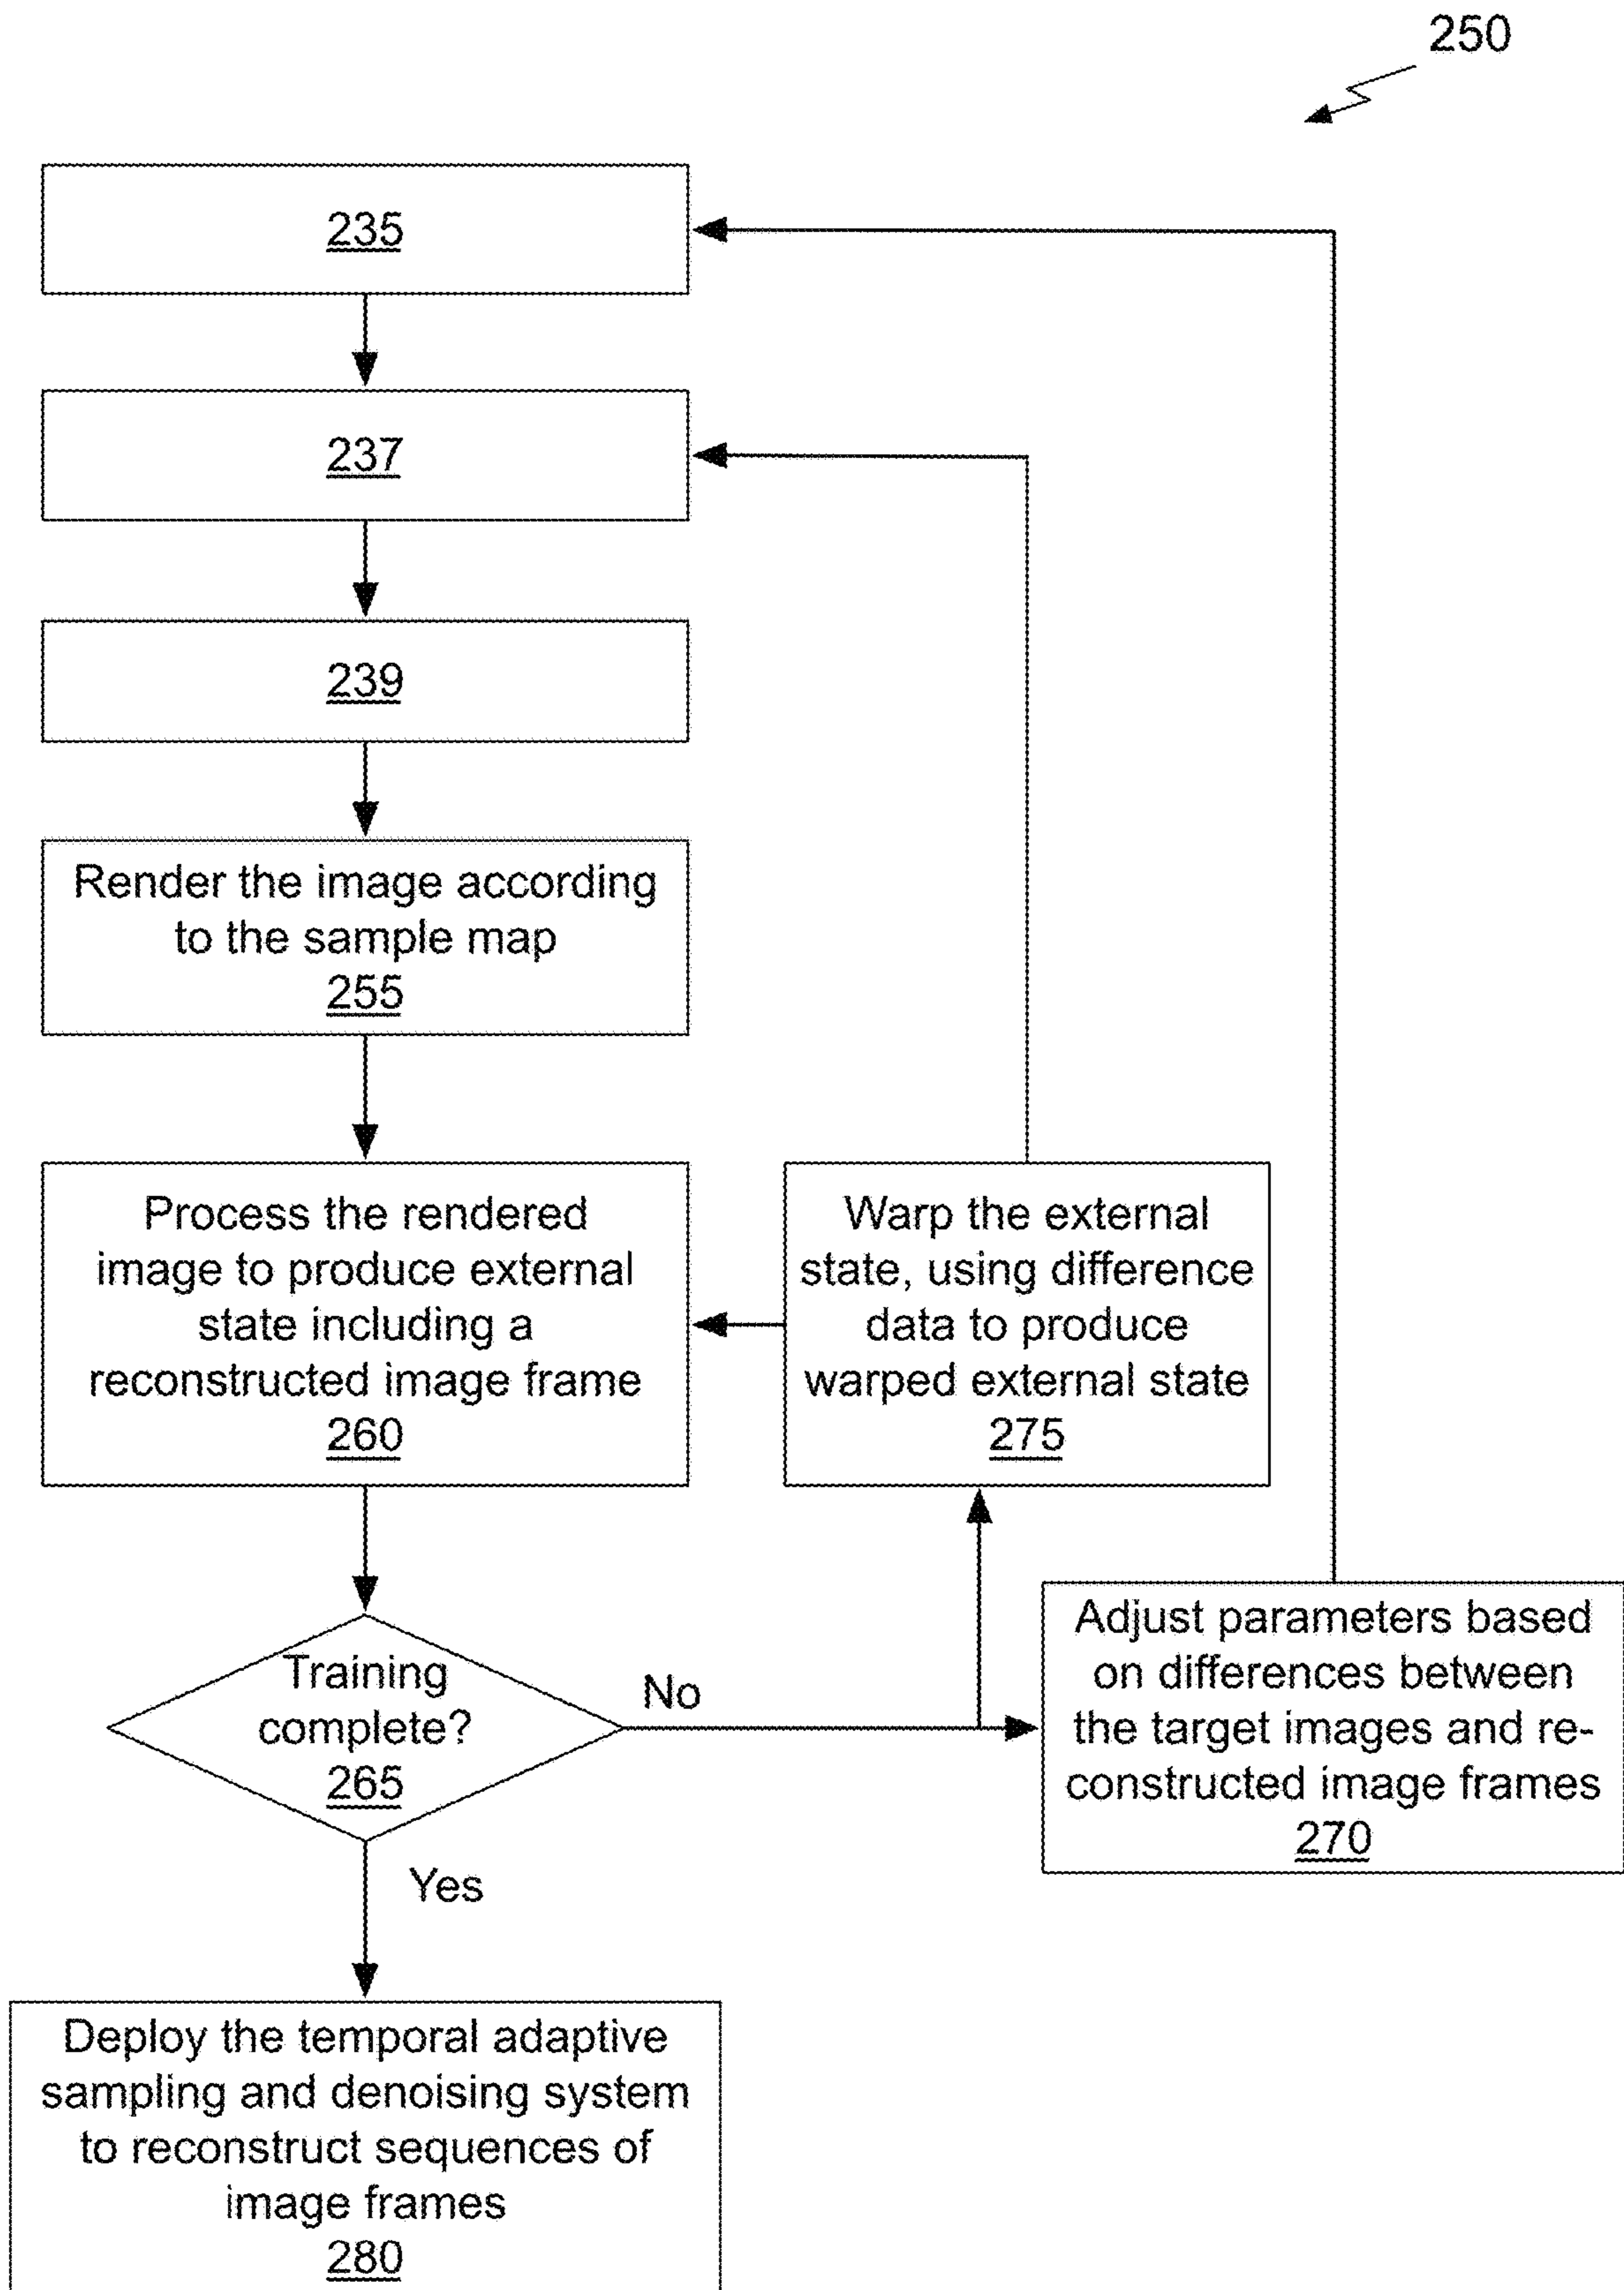 250
235
237
239
Render the image according
to the sample map
255
Process the rendered
image to produce external
state including a
reconstructed image frame
260
Warp the external
state, using difference
data to produce
warped external state
275
Training
complete?
265
No
Yes
Adjust parameters based
on differences between
the target images and re-
constructed image frames
270
Deploy the temporal adaptive
sampling and denoising system
to reconstruct sequences of
image frames
280